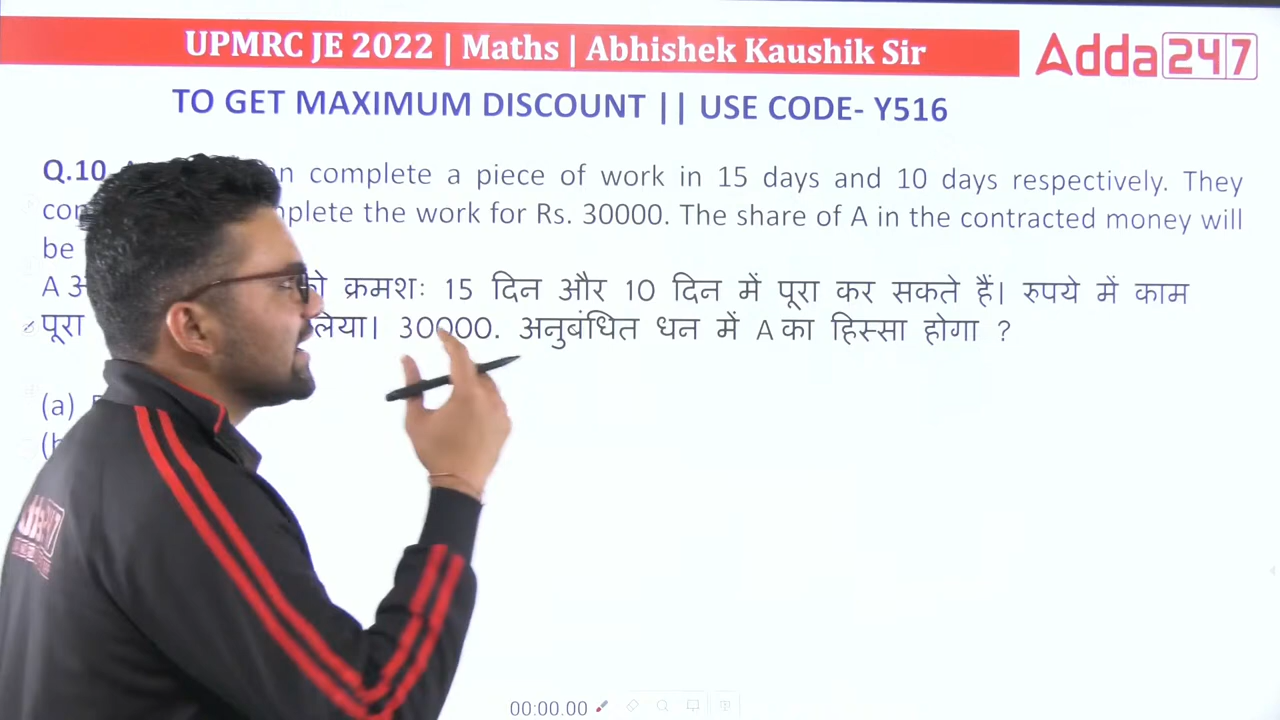 UPMRC JE 2022 | Maths | Abhishek Kaushik Sir
Adda247
TO GET MAXIMUM DISCOUNT || USE CODE- Y516
Q.10 complete a piece of work in 15 days and 10 days respectively. They
the work for Rs. 30000. The share of A in the contracted money will
be
A क्रमशः 15 दिन और 10 दिन में पूरा कर सकते हैं। रुपये में काम
पूरा 30000. अनुबंधित धन में A का हिस्सा होगा ?
(a)
00:00.00